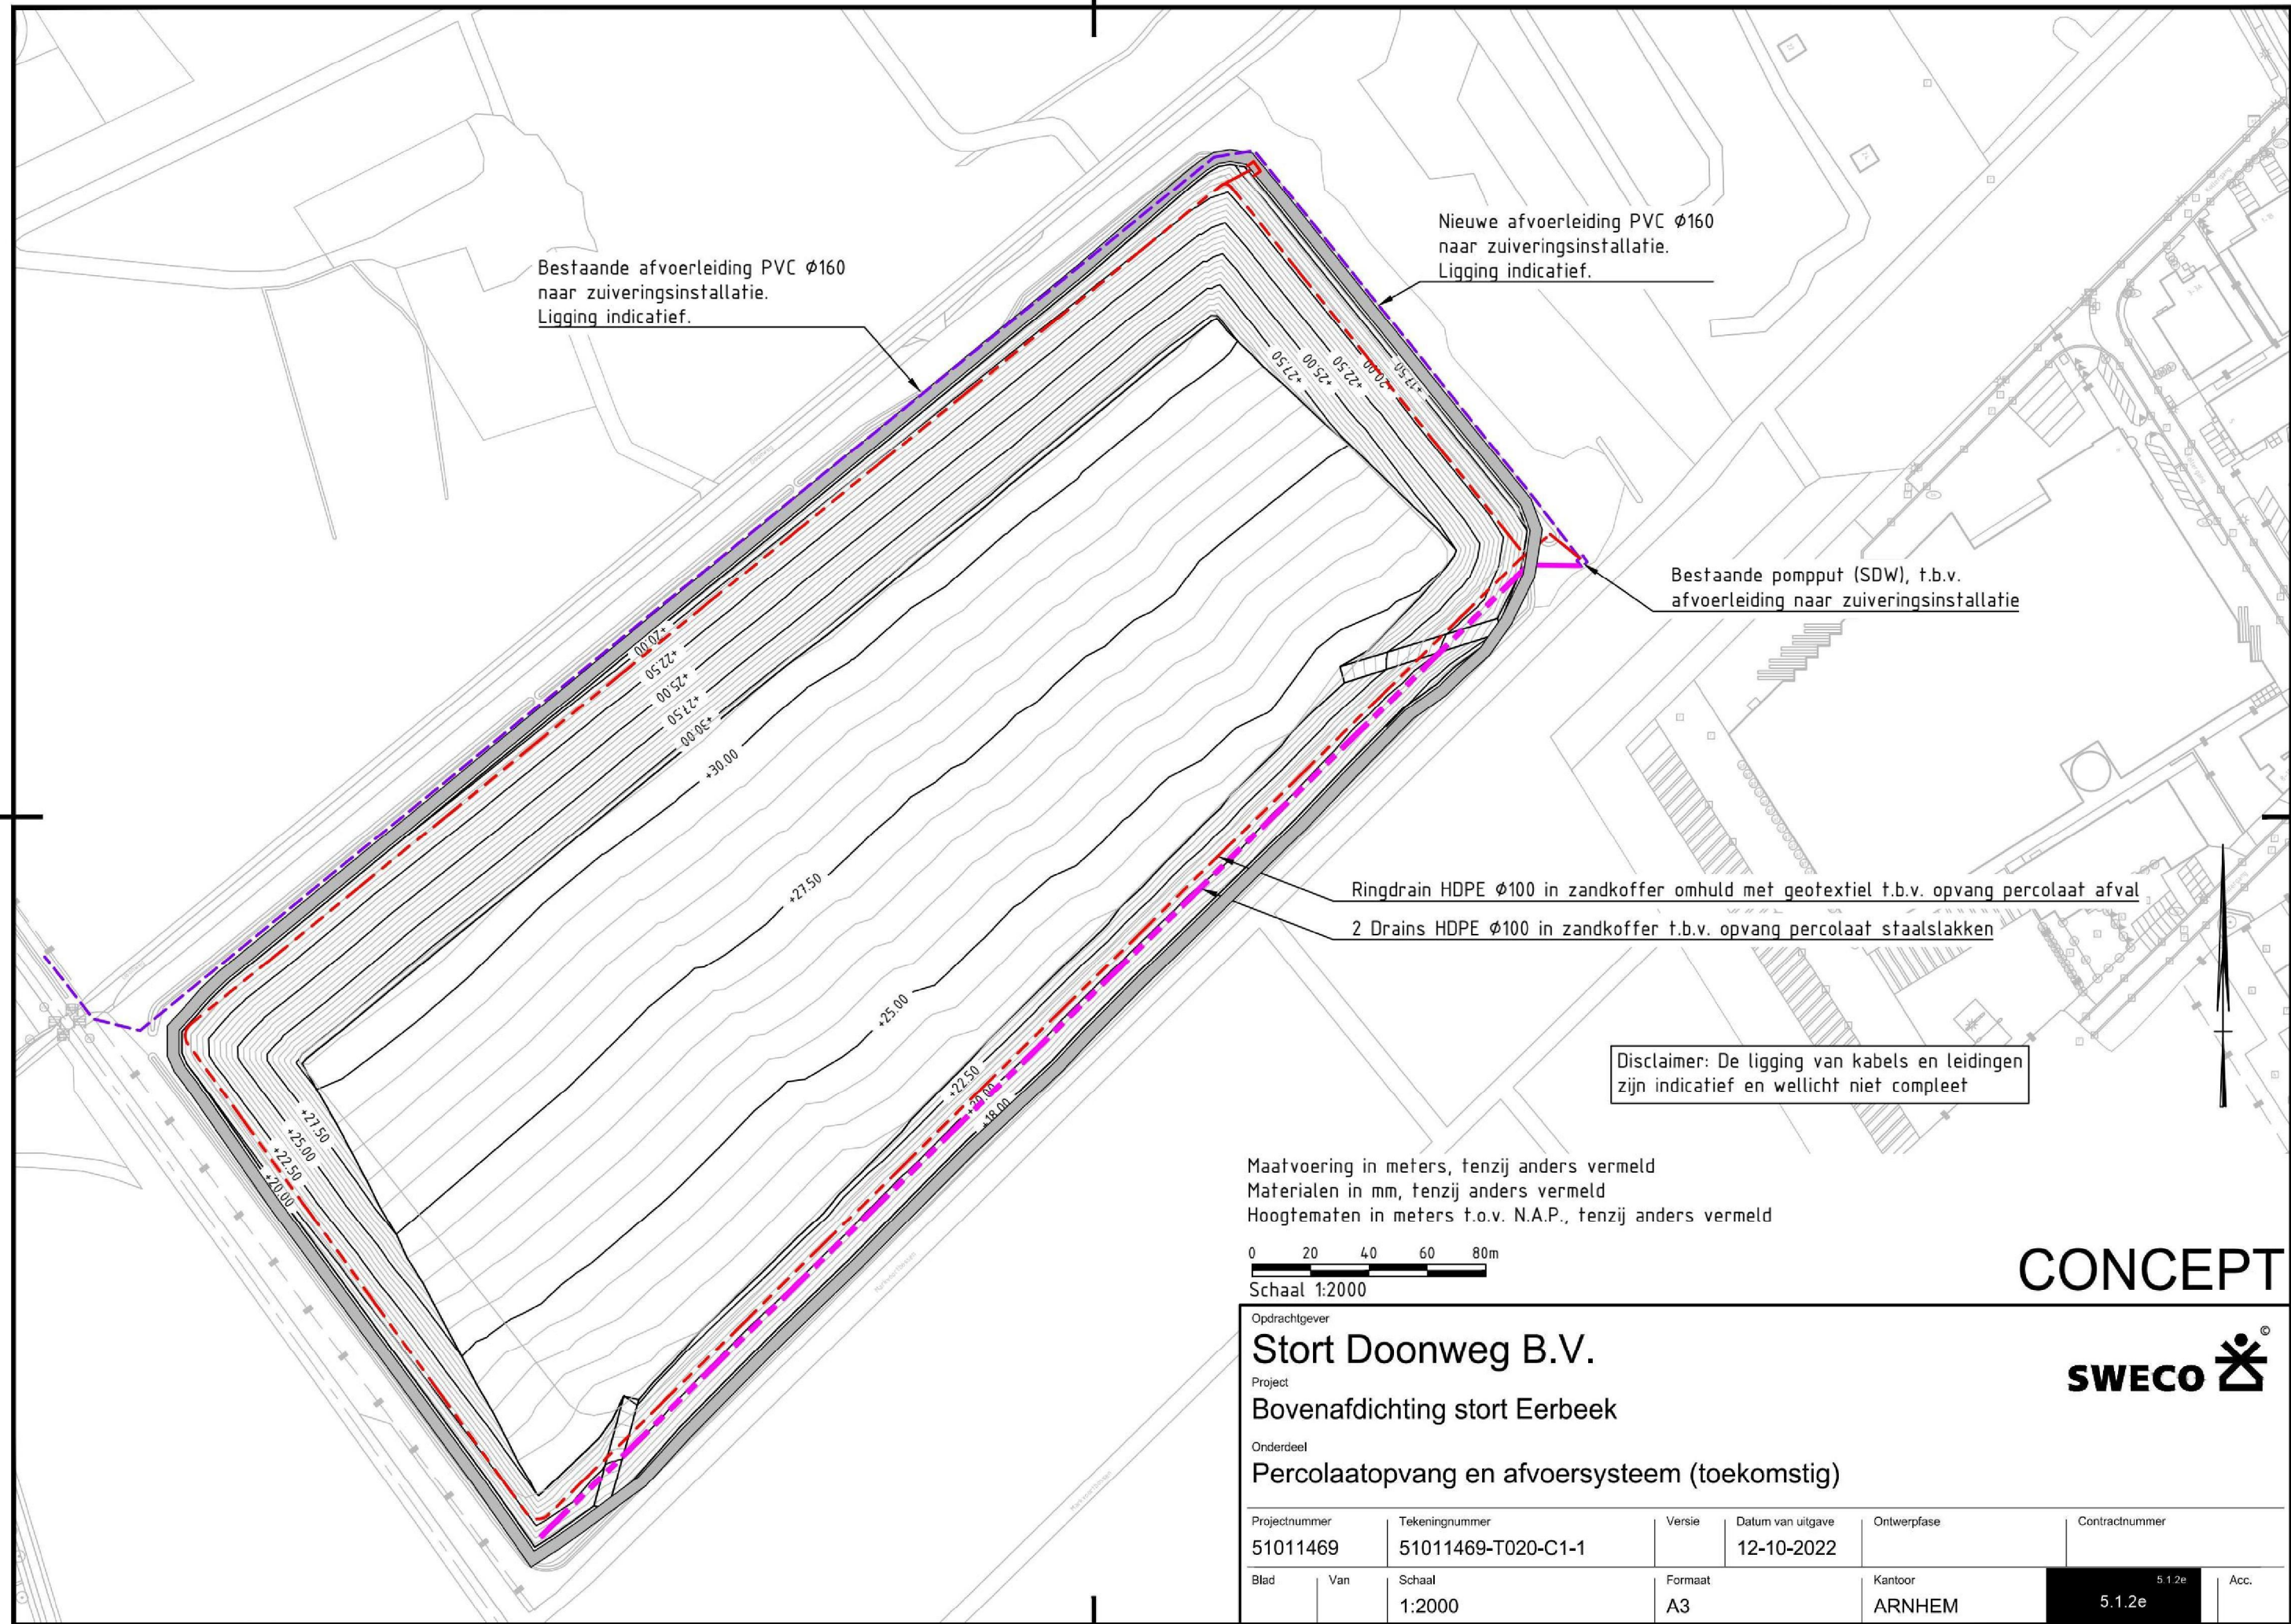 Bestaande afvoerleiding PVC Ø160
naar zuiveringsinstallatie.
Ligging indicatief.
Nieuwe afvoerleiding PVC Ø160
naar zuiveringsinstallatie.
Ligging indicatief.
+27.50
+25.00
+22.50
+20.00
+17.50
Bestaande pompput (SDW), t.b.v.
afvoerleiding naar zuiveringsinstallatie
+20.00
+22.50
+25.00
+27.50
+30.00
+30.00
+27.50
+25.00
+22.50
+20.00
+18.00
+27.50
+25.00
+22.50
+20.00
Ringdrain HDPE Ø100 in zandkoffer omhuld met geotextiel t.b.v. opvang percolaat afval
2 Drains HDPE Ø100 in zandkoffer t.b.v. opvang percolaat staalslakken
Disclaimer: De ligging van kabels en leidingen
zijn indicatief en wellicht niet compleet
Maatvoering in meters, tenzij anders vermeld
Materialen in mm, tenzij anders vermeld
Hoogtematen in meters t.o.v. N.A.P., tenzij anders vermeld
0 20 40 60 80m
Schaal 1:2000
CONCEPT
Opdrachtgever
Stort Doonweg B.V.
Project
Bovenafdichting stort Eerbeek
Onderdeel
Percolaatopvang en afvoersysteem (toekomstig)
SWECO
©
Projectnummer Tekeningnummer Versie Datum van uitgave Ontwerpfase Contractnummer
51011469 51011469-T020-C1-1 12-10-2022
Blad Van Schaal Formaat Kantoor 5.1.2e Acc.
1:2000 A3 ARNHEM 5.1.2e